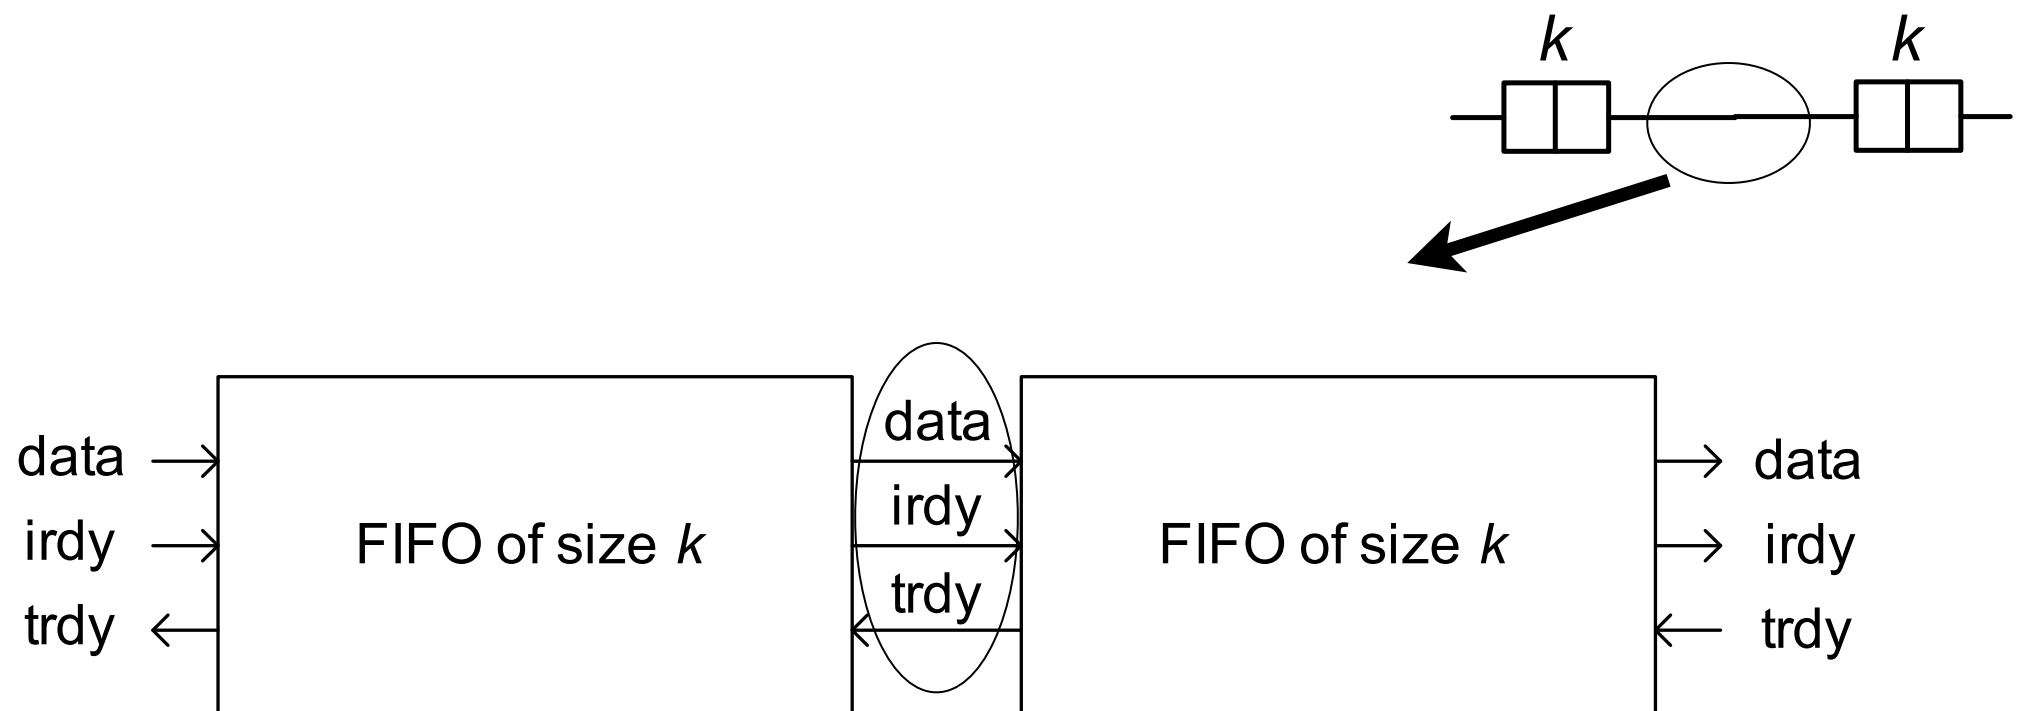 k k
data data data
irdy FIFO of size k irdy FIFO of size k irdy
trdy trdy trdy